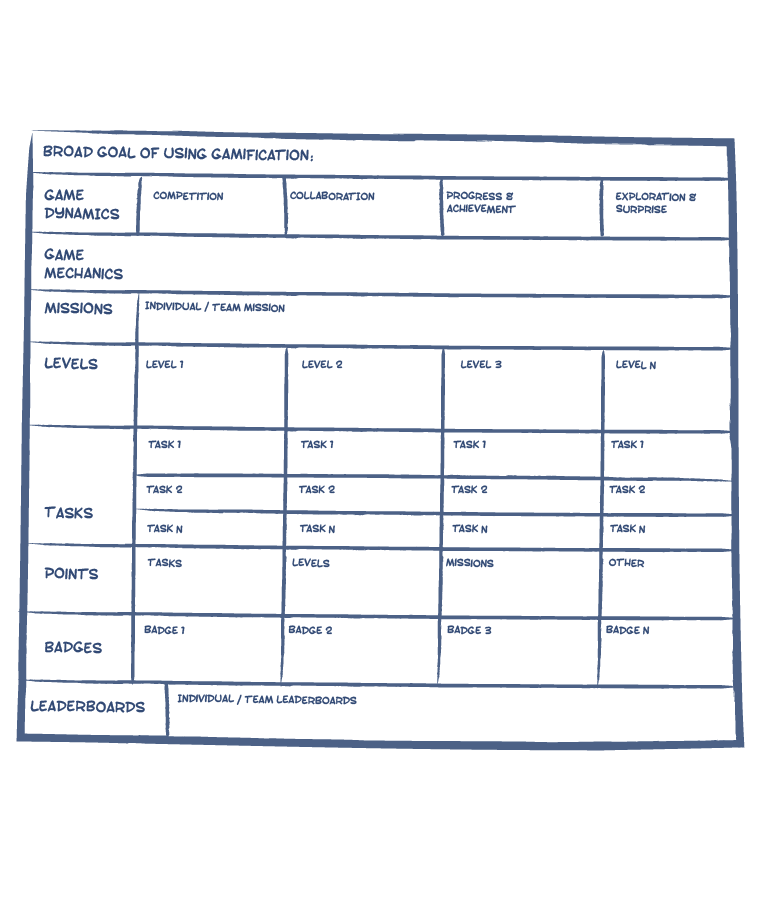 BROAD GOAL OF USING GAMIFICATION:
GAME DYNAMICS
COMPETITION
COLLABORATION
PROGRESS & ACHIEVEMENT
EXPLORATION & SURPRISE
GAME MECHANICS
MISSIONS
INDIVIDUAL / TEAM MISSION
LEVELS
LEVEL 1
LEVEL 2
LEVEL 3
LEVEL N
TASKS
TASK 1
TASK 1
TASK 1
TASK 1
TASK 2
TASK 2
TASK 2
TASK 2
TASK N
TASK N
TASK N
TASK N
POINTS
TASKS
LEVELS
MISSIONS
OTHER
BADGES
BADGE 1
BADGE 2
BADGE 3
BADGE N
LEADERBOARDS
INDIVIDUAL / TEAM LEADERBOARDS